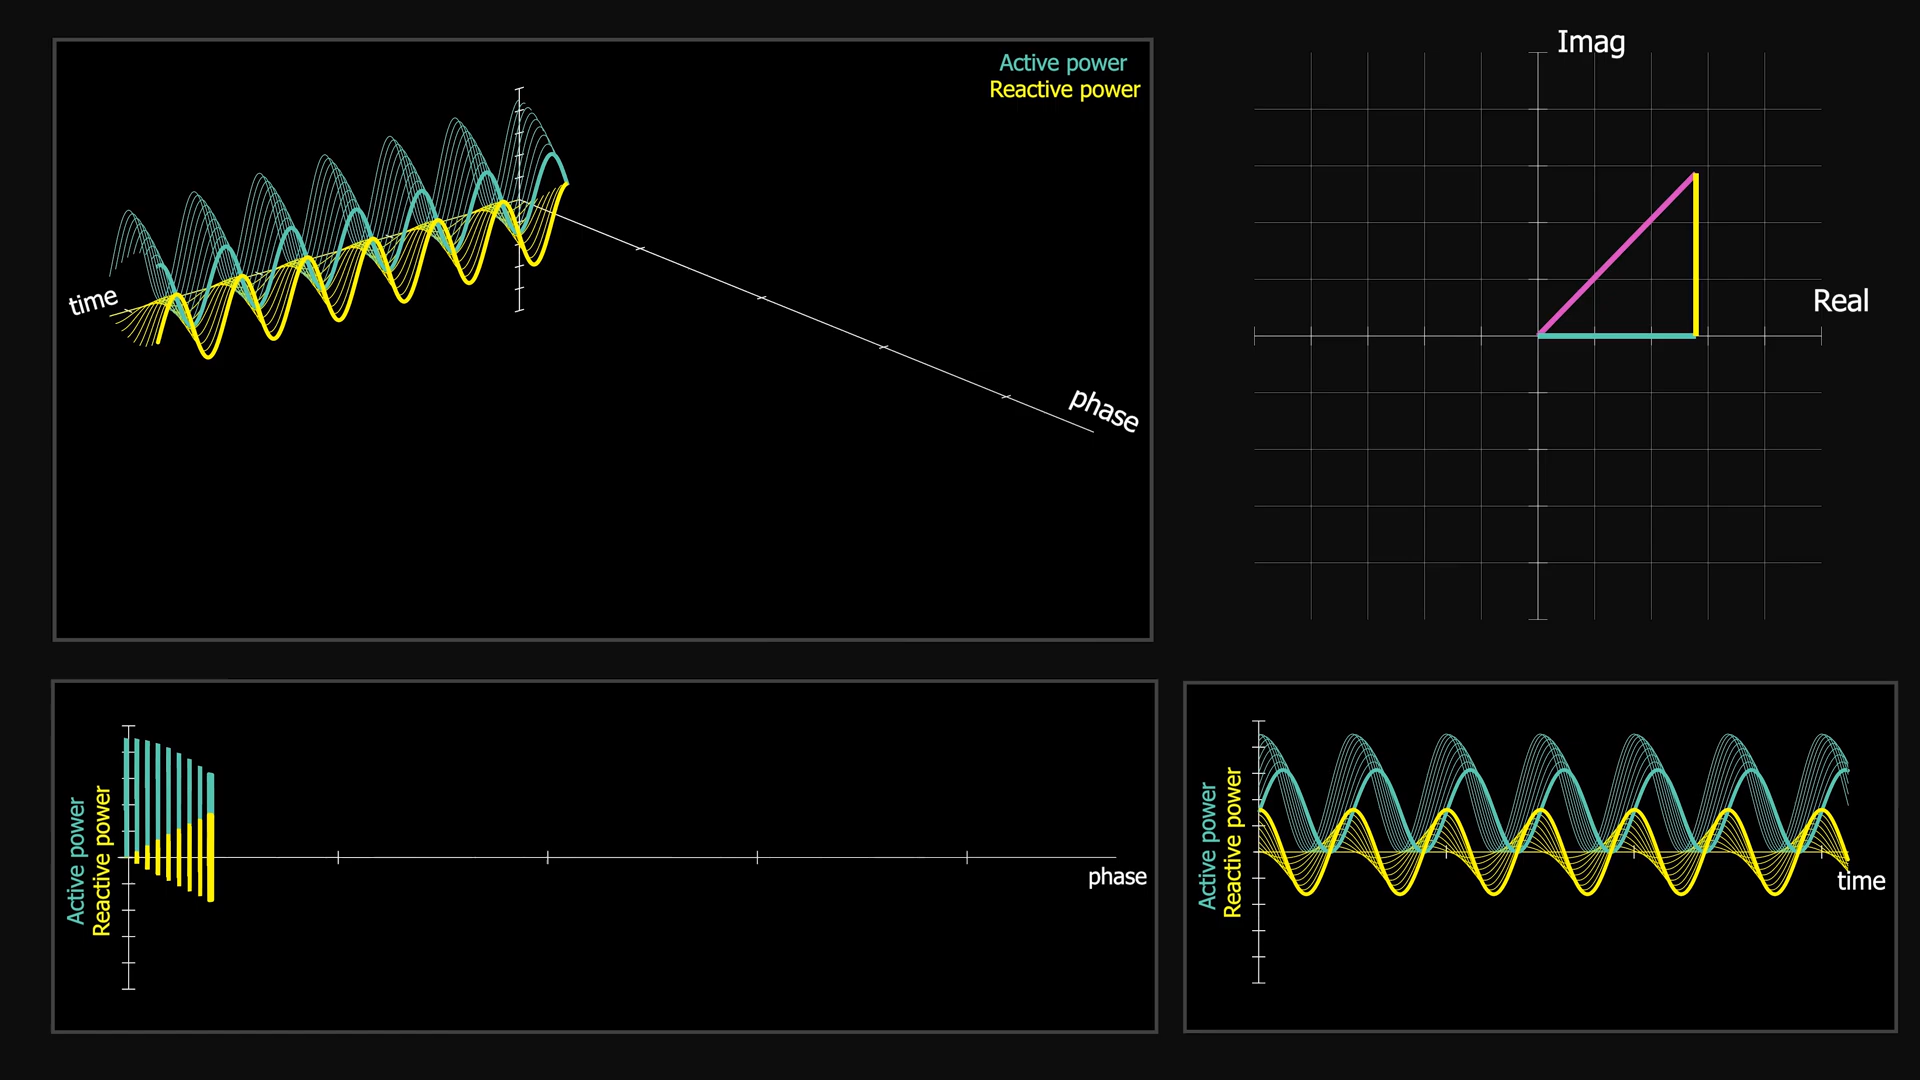 Active power
Reactive power
time
phase
Imag
Real
Active power
Reactive power
phase
Active power
Reactive power
time